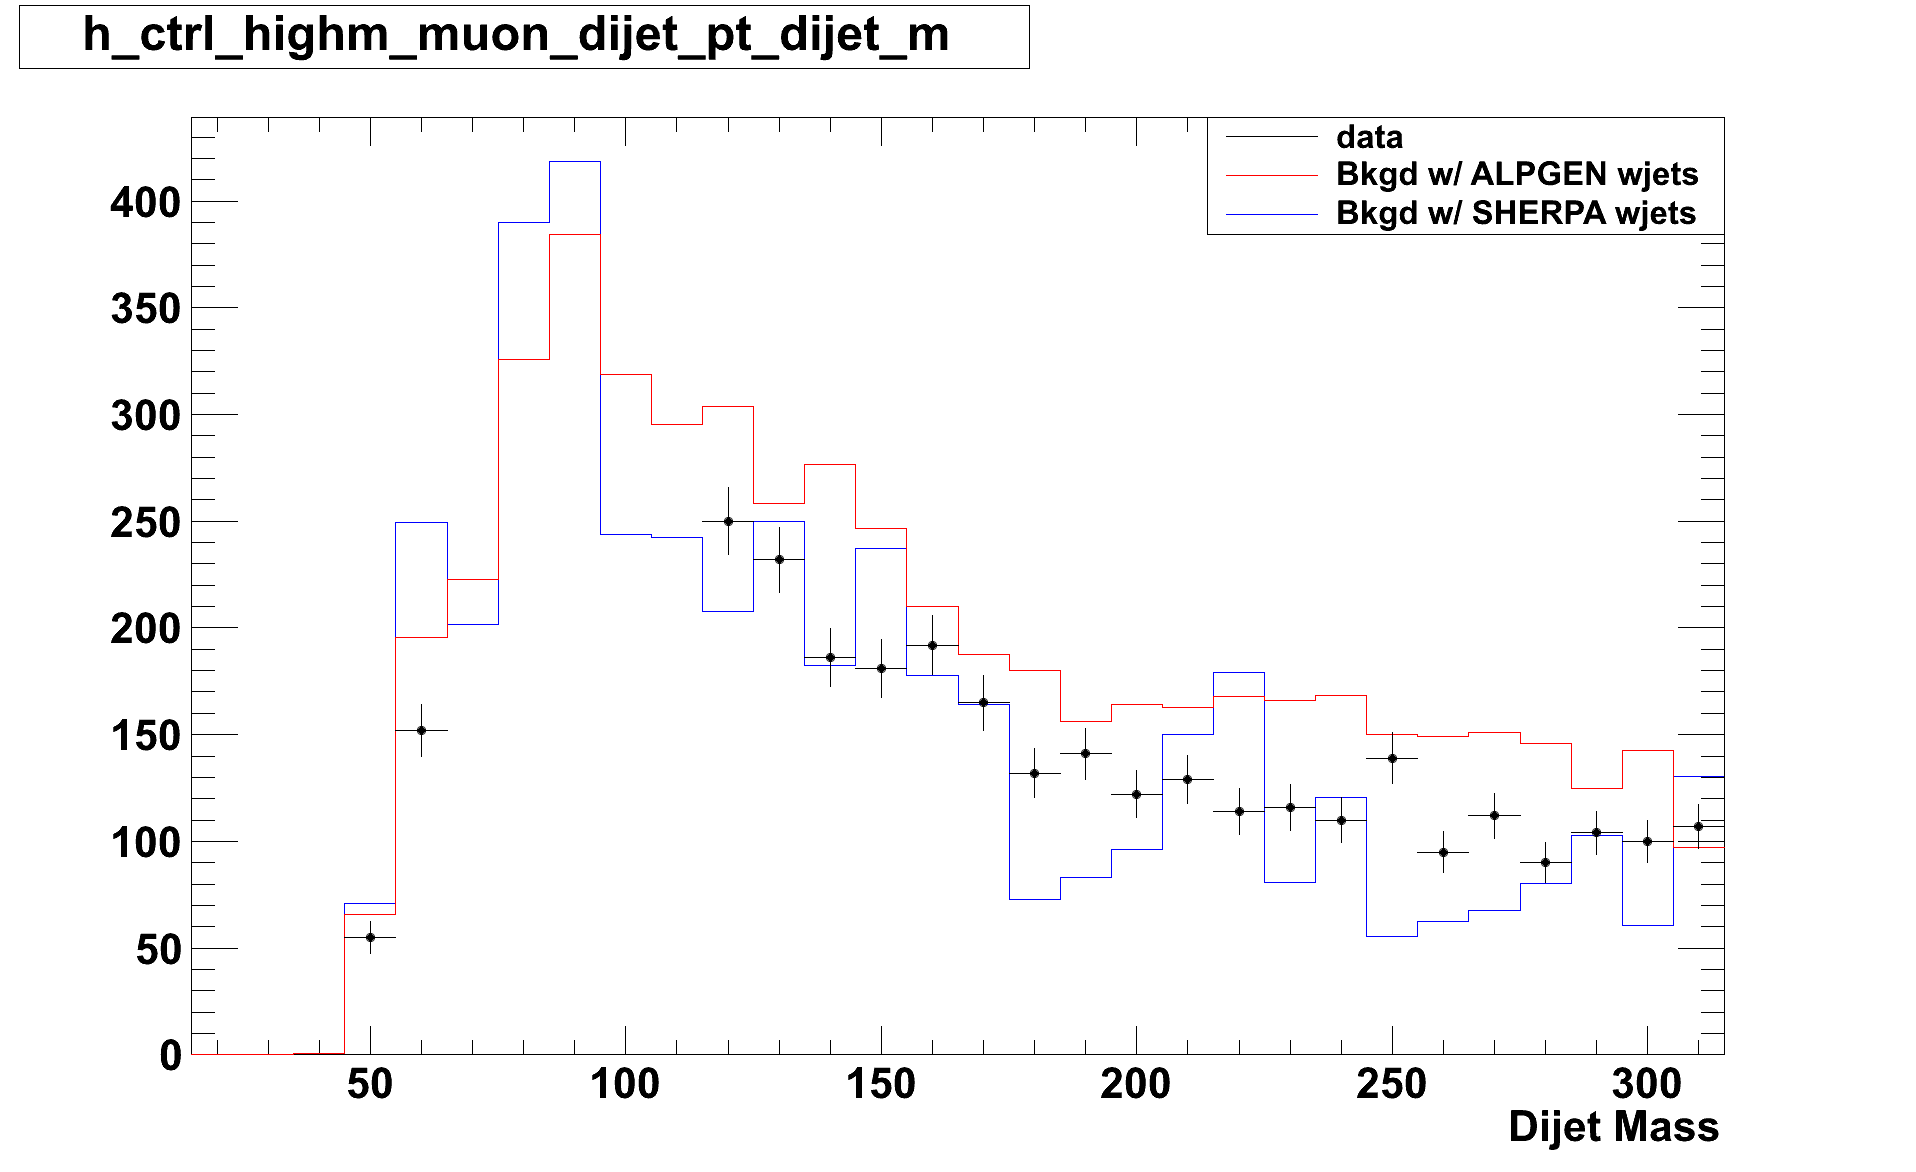 h_ctrl_highm_muon_dijet_pt_dijet_m
data
Bkgd w/ ALPGEN wjets
Bkgd w/ SHERPA wjets
400
350
300
250
200
150
100
50
0
50 100 150 200 250 300
Dijet Mass